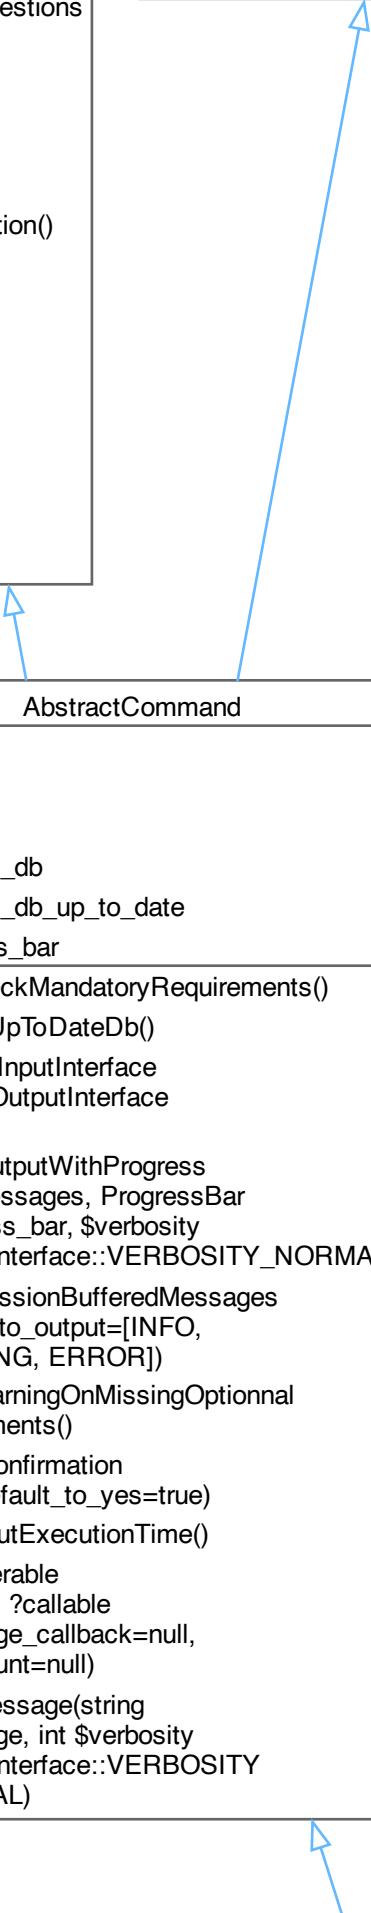 estions
tion()
AbstractCommand
_db
_db_up_to_date
s_bar
ckMandatoryRequirements()
UpToDateDb()
InputInterface
OutputInterface
utputWithProgress
essages, ProgressBar
ss_bar, $verbosity
nterface::VERBOSITY_NORMA
ssionBufferedMessages
to_output=[INFO,
NG, ERROR])
arningOnMissingOptionnal
ments()
onfirmation
efault_to_yes=true)
utExecutionTime()
erable
, ?callable
ge_callback=null,
unt=null)
essage(string
ge, int $verbosity
nterface::VERBOSITY
AL)